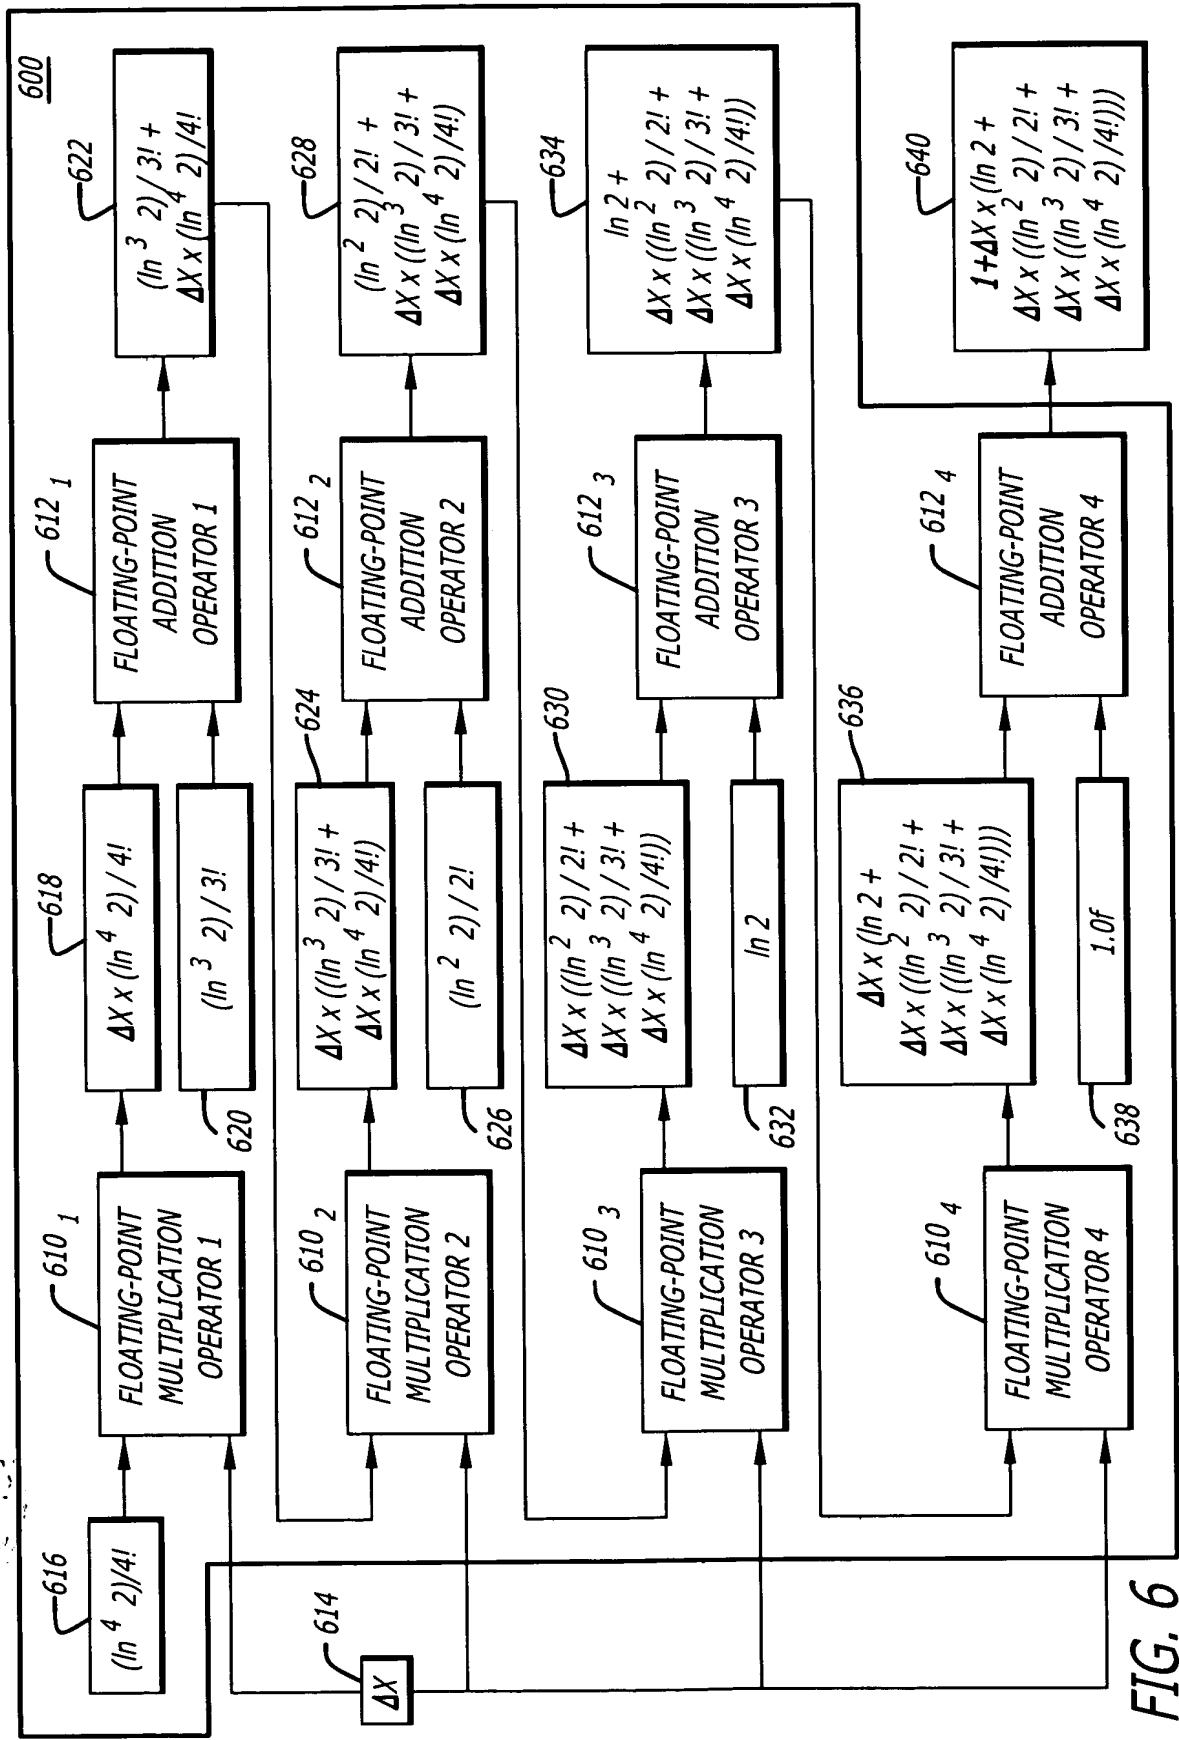 600
616
(ln 4 2)/4!
610 1
FLOATING-POINT
MULTIPLICATION
OPERATOR 1
618
ΔX x (ln 4 2) / 4!
620
(ln 3 2) / 3!
612 1
FLOATING-POINT
ADDITION
OPERATOR 1
622
(ln 3 2) / 3! +
ΔX x (ln 4 2) /4!
614
ΔX
610 2
FLOATING-POINT
MULTIPLICATION
OPERATOR 2
624
ΔX x ((ln 3 2) / 3! +
ΔX x (ln 4 2) /4!)
626
(ln 2 2) / 2!
612 2
FLOATING-POINT
ADDITION
OPERATOR 2
628
(ln 2 2) / 2! +
ΔX x ((ln 3 2) / 3! +
ΔX x (ln 4 2) /4!)
610 3
FLOATING-POINT
MULTIPLICATION
OPERATOR 3
630
ΔX x ((ln 2 2) / 2! +
ΔX x ((ln 3 2) / 3! +
ΔX x (ln 4 2) /4!))
632
ln 2
612 3
FLOATING-POINT
ADDITION
OPERATOR 3
634
ln 2 +
ΔX x ((ln 2 2) / 2! +
ΔX x ((ln 3 2) / 3! +
ΔX x (ln 4 2) /4!))
610 4
FLOATING-POINT
MULTIPLICATION
OPERATOR 4
636
ΔX x (ln 2 +
ΔX x ((ln 2 2) / 2! +
ΔX x ((ln 3 2) / 3! +
ΔX x (ln 4 2) /4!)))
638
1.0f
612 4
FLOATING-POINT
ADDITION
OPERATOR 4
640
1+ΔX x (ln 2 +
ΔX x ((ln 2 2) / 2! +
ΔX x ((ln 3 2) / 3! +
ΔX x (ln 4 2) /4!)))
FIG. 6